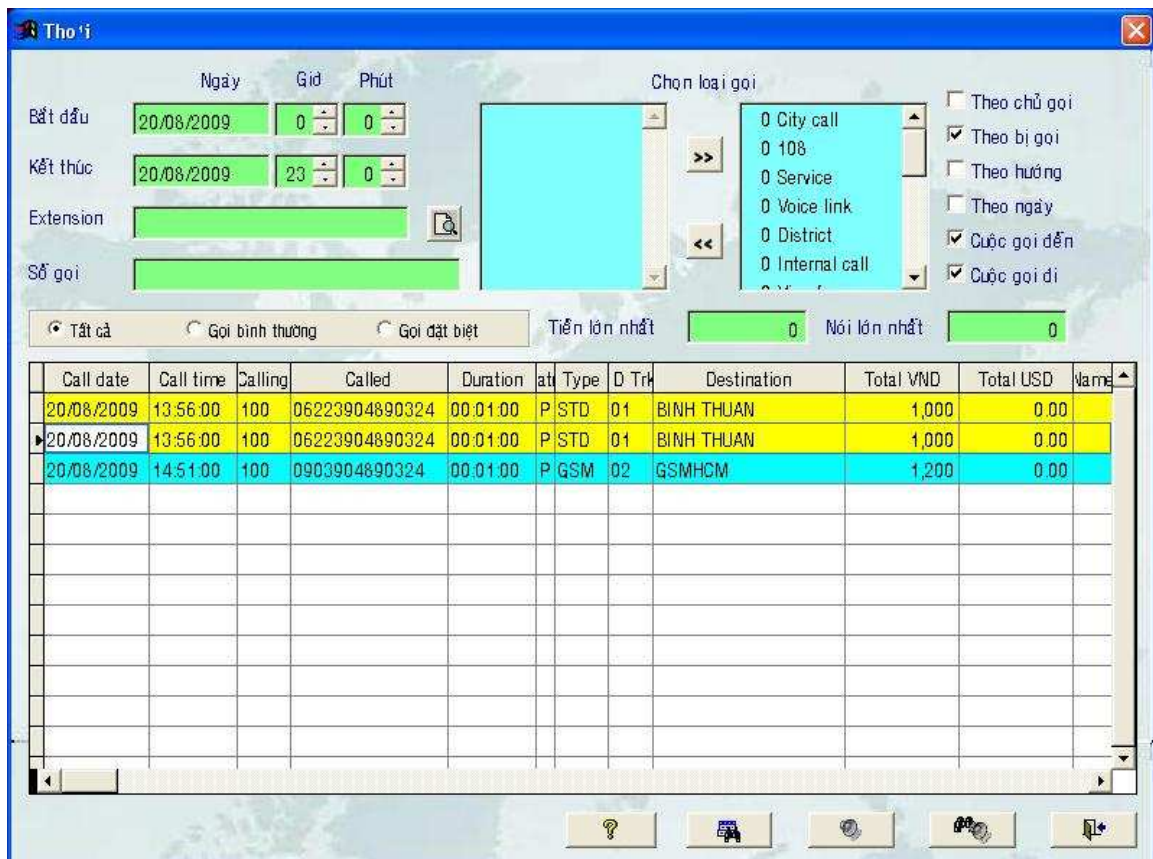 Tho'i
Ngày Giờ Phút Chọn loại gọi
Bắt đầu 20/08/2009 0 0
Kết thúc 20/08/2009 23 0
Extension
Số gọi
>>
<<
0 City call
0 108
0 Service
0 Voice link
0 District
0 Internal call
Theo chủ gọi
Theo bị gọi
Theo hướng
Theo ngày
Cuộc gọi đến
Cuộc gọi đi
Tất cả Gọi bình thường Gọi đặt biệt Tiền lớn nhất 0 Nói lớn nhất 0
Call date Call time Calling Called Duration atu Type D Trk Destination Total VND Total USD Name
20/08/2009 13:56:00 100 06223904890324 00:01:00 P STD 01 BINH THUAN 1,000 0.00
20/08/2009 13:56:00 100 06223904890324 00:01:00 P STD 01 BINH THUAN 1,000 0.00
20/08/2009 14:51:00 100 0903904890324 00:01:00 P GSM 02 GSMHCM 1,200 0.00
?